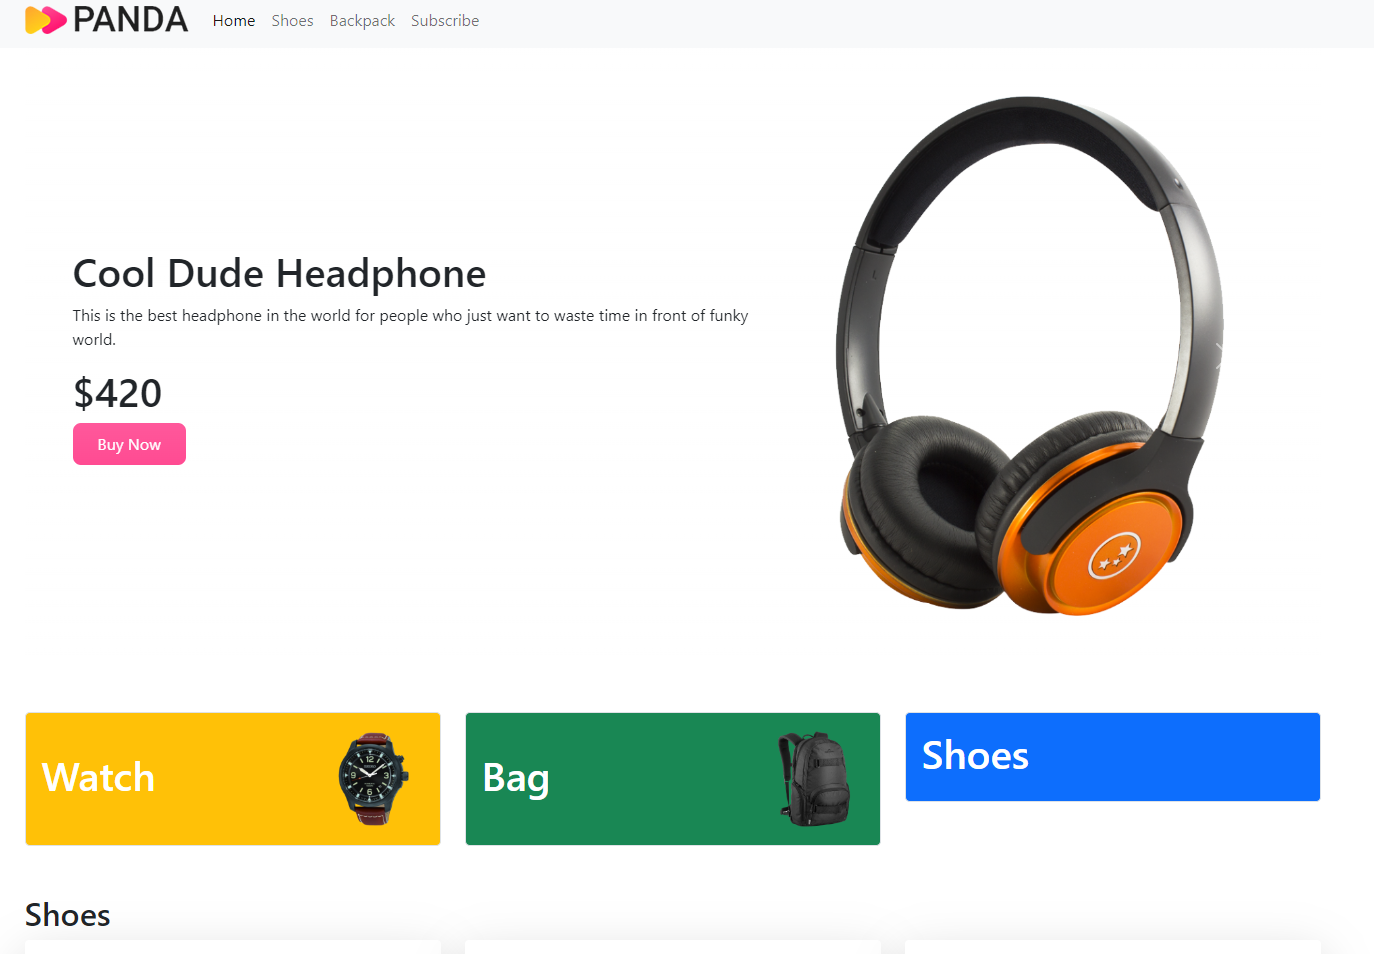 PANDA Home Shoes Backpack Subscribe
Cool Dude Headphone
This is the best headphone in the world for people who just want to waste time in front of funky
world.
$420
Buy Now
L
Watch
Bag
Shoes
Shoes